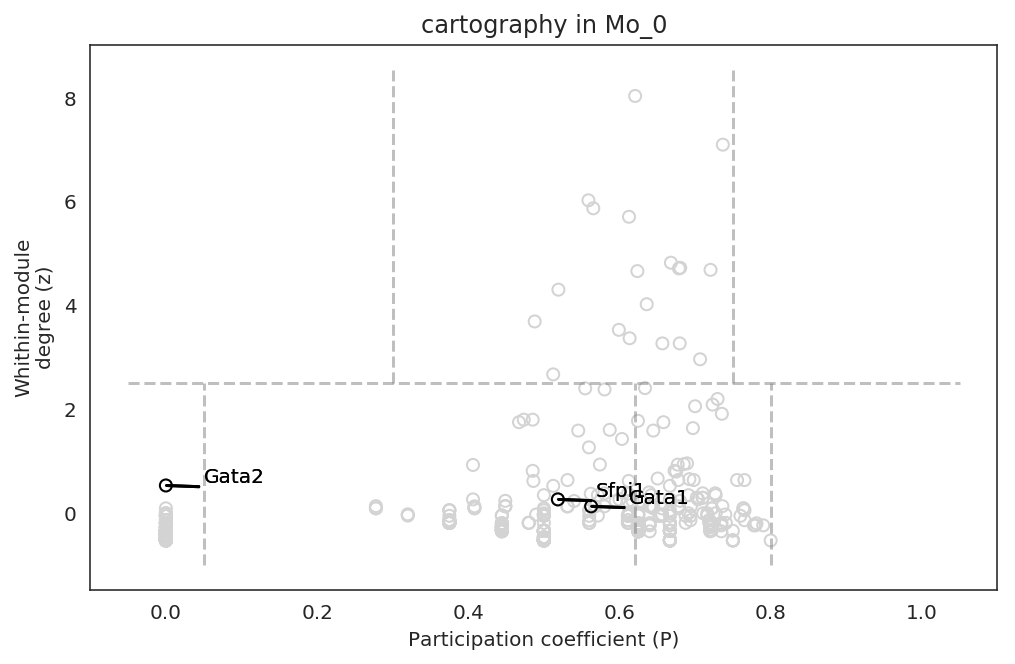 cartography in Mo_0
Whithin-module
degree (z)
8
6
4
2
0
Gata2
Sfpi1
Gata1
0.0 0.2 0.4 0.6 0.8 1.0
Participation coefficient (P)